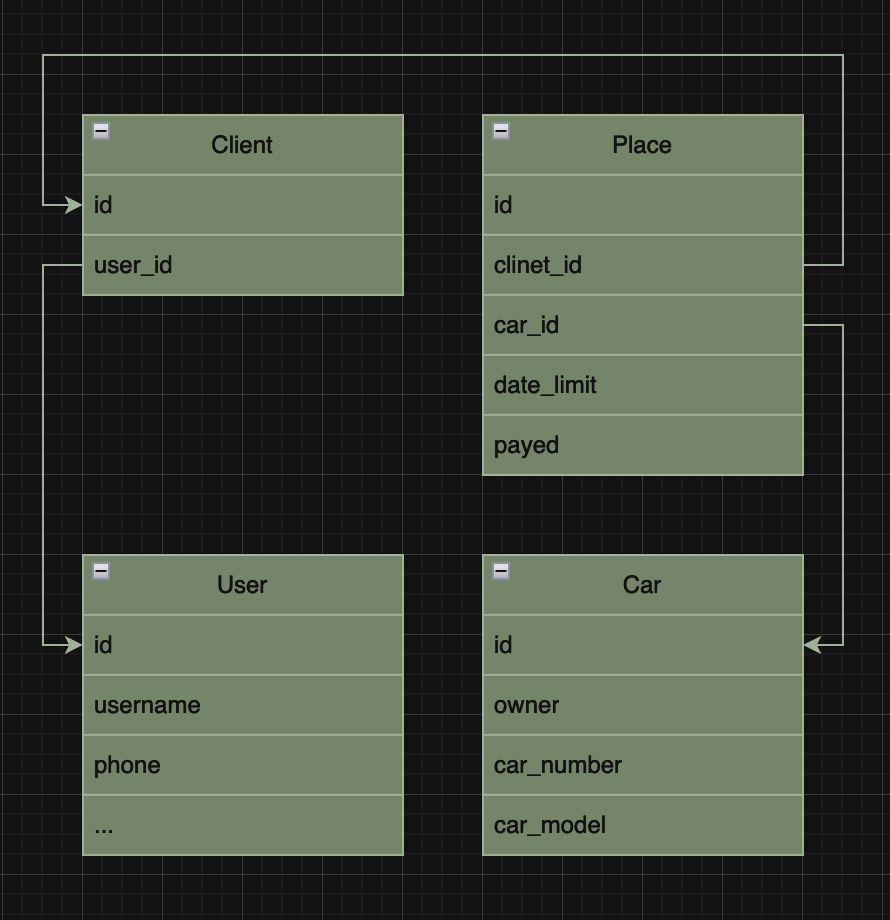 Client
id
user_id
Place
id
clinet_id
car_id
date_limit
payed
User
id
username
phone
...
Car
id
owner
car_number
car_model